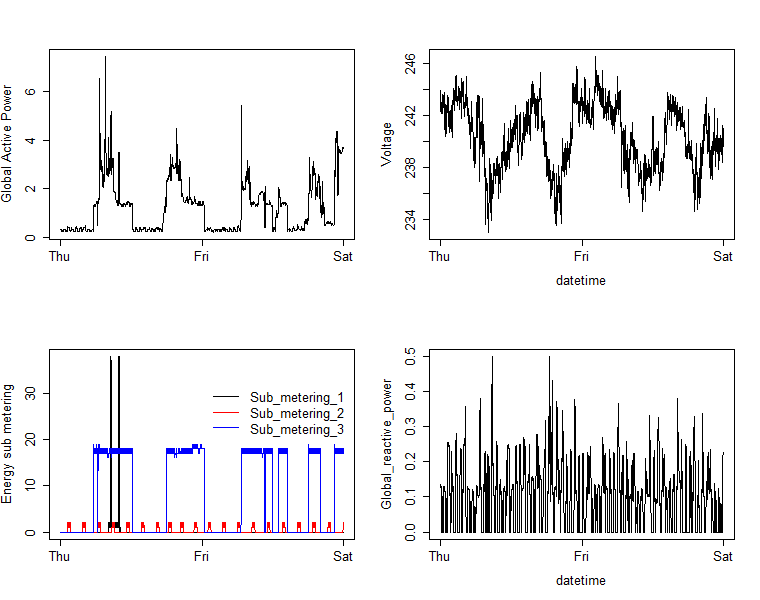 Global Active Power
6
4
2
0
Thu Fri Sat
Voltage
246
242
238
234
Thu Fri Sat
datetime
Energy sub metering
30
20
10
0
Sub_metering_1
Sub_metering_2
Sub_metering_3
Thu Fri Sat
Global_reactive_power
0.5
0.4
0.3
0.2
0.1
0.0
Thu Fri Sat
datetime